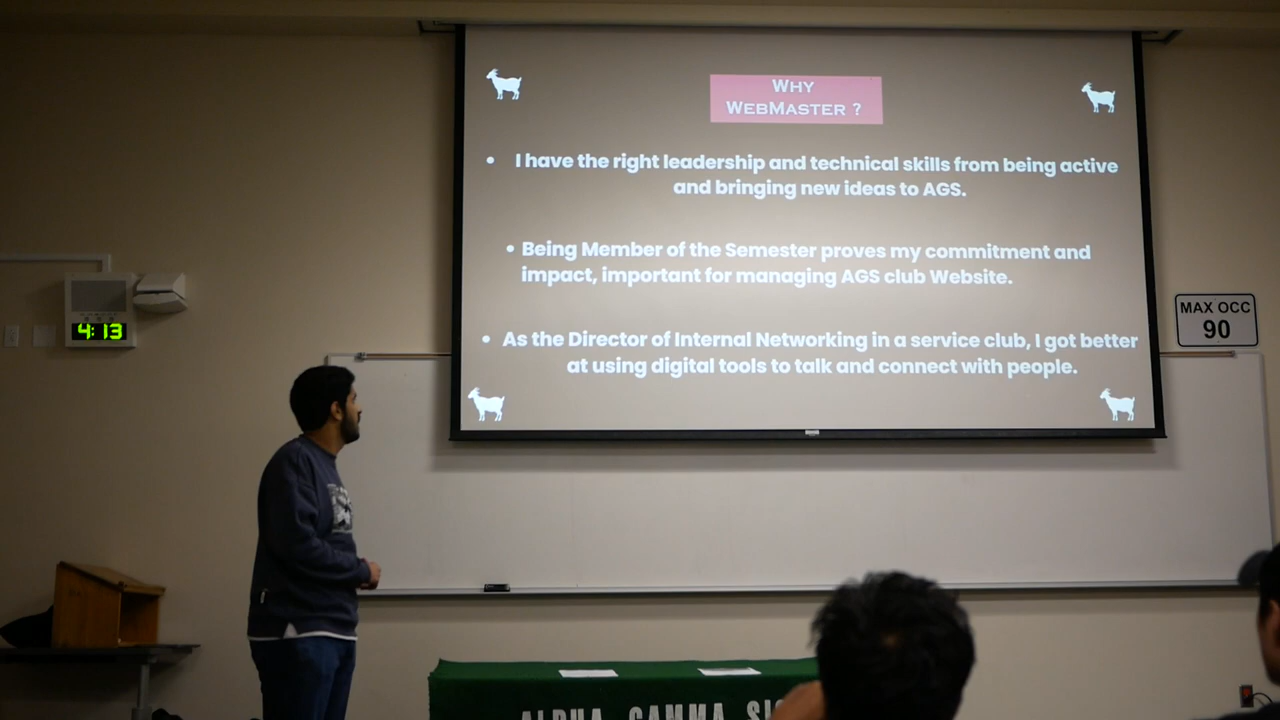 WHY
WEBMASTER ?
• I have the right leadership and technical skills from being active
and bringing new ideas to AGS.
• Being Member of the Semester proves my commitment and
impact, important for managing AGS club Website.
• As the Director of Internal Networking in a service club, I got better
at using digital tools to talk and connect with people.
4:13
MAX OCC
90
ALPHA GAMMA SIG